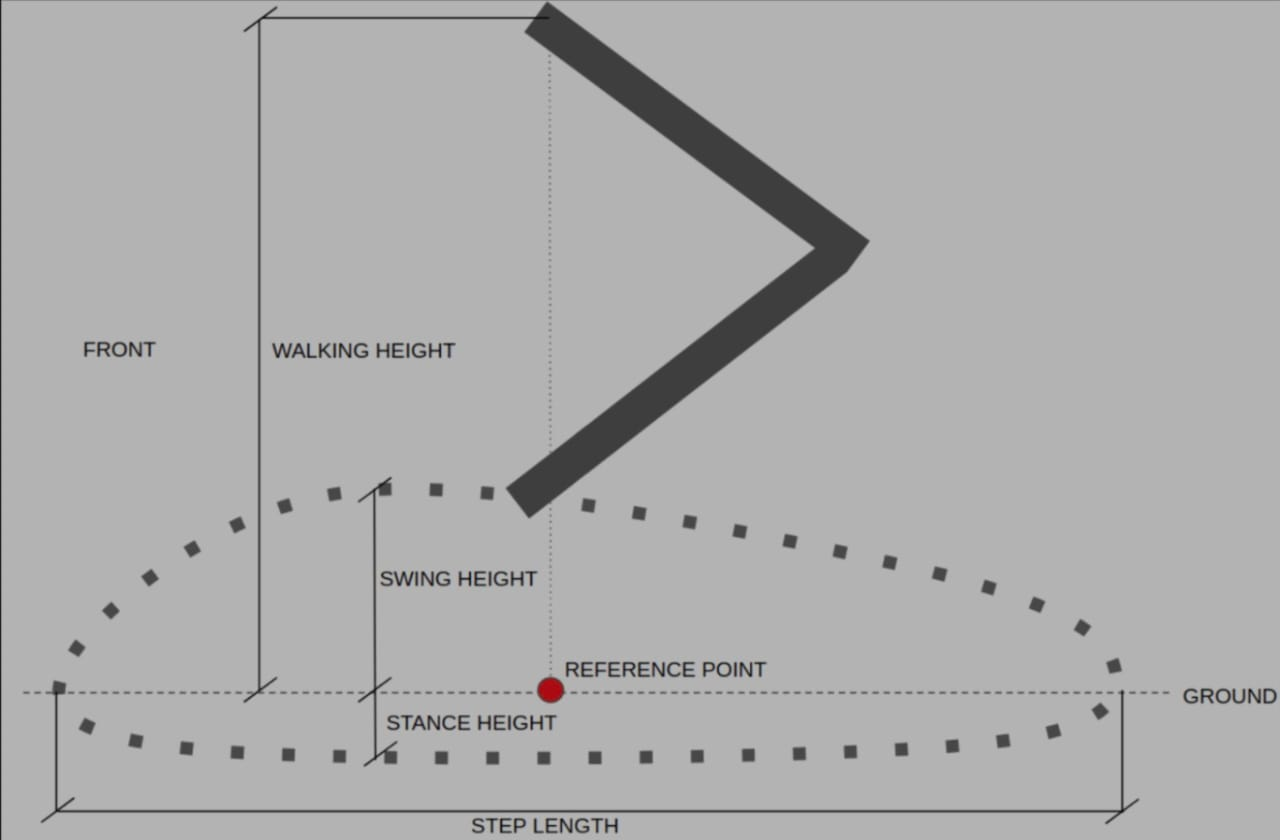 FRONT
WALKING HEIGHT
SWING HEIGHT
REFERENCE POINT
GROUND
STANCE HEIGHT
STEP LENGTH